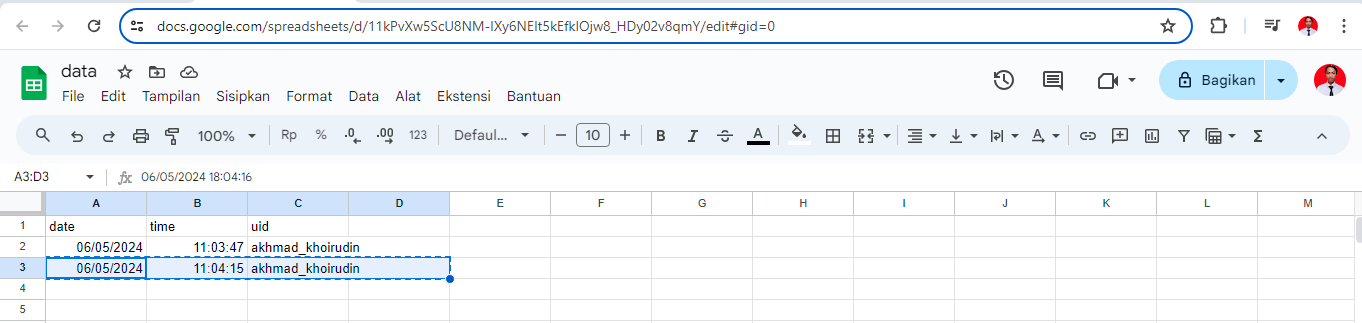 docs.google.com/spreadsheets/d/11kPvXw5ScU8NM-IXy6NElt5kEfklOjw8_HDy02v8qmY/edit#gid=0
data
File Edit Tampilan Sisipkan Format Data Alat Ekstensi Bantuan
Bagikan
100% Rp % .0 .00 123 Defaul... 10 B I A A
A3:D3 fx 06/05/2024 18:04:16
A B C D E F G H I J K L M
1 date time uid
2 06/05/2024 11:03:47 akhmad_khoirudin
3 06/05/2024 11:04:15 akhmad_khoirudin
4
5